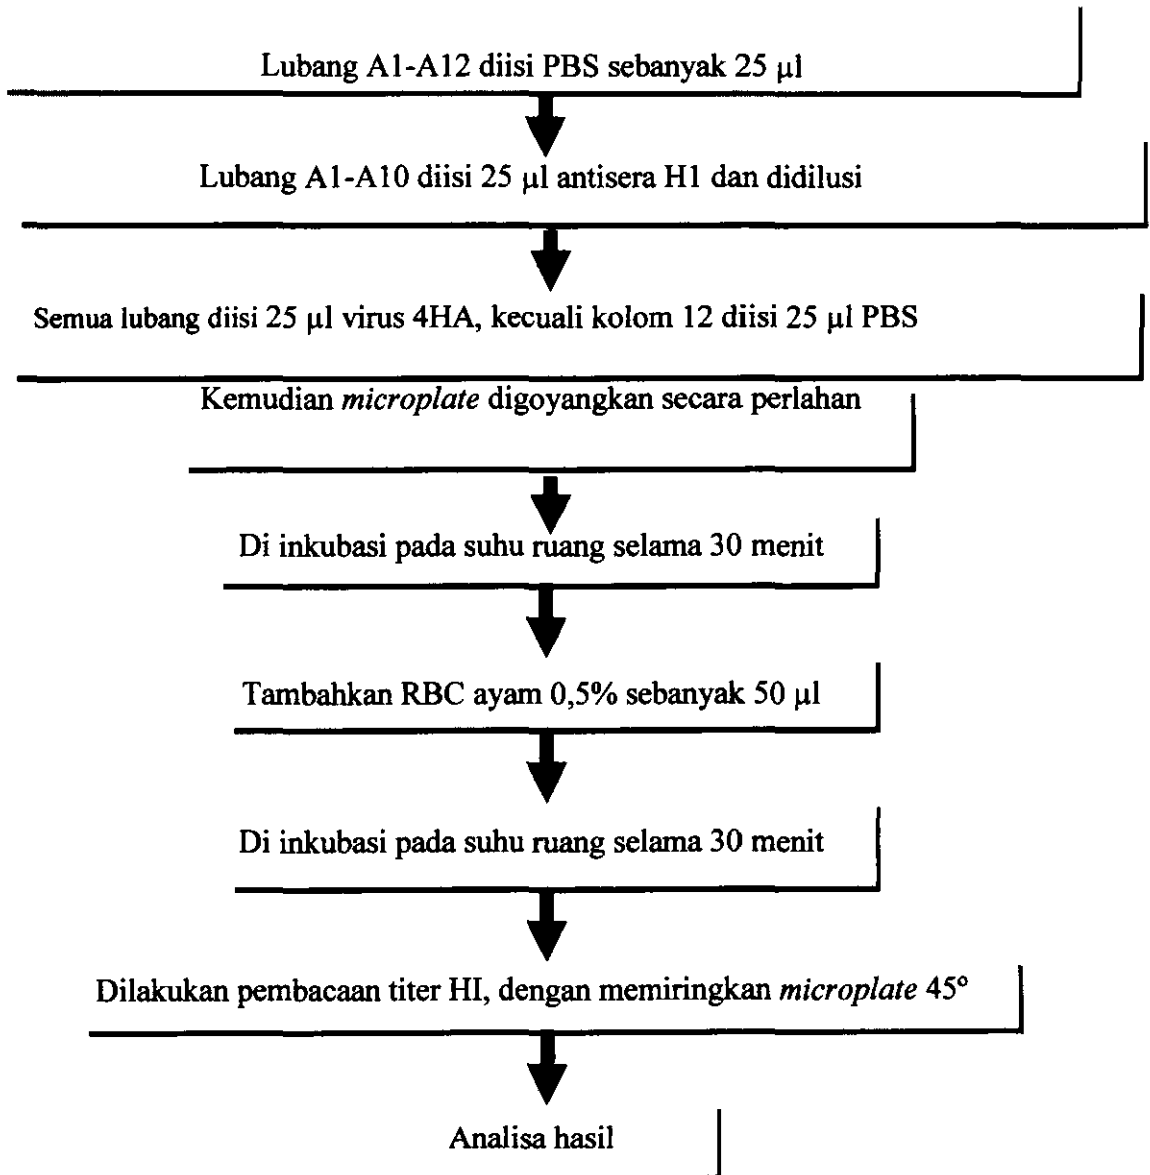 Lubang A1-A12 diisi PBS sebanyak 25 µl
Lubang A1-A10 diisi 25 µl antisera H1 dan didilusi
Semua lubang diisi 25 µl virus 4HA, kecuali kolom 12 diisi 25 µl PBS
Kemudian microplate digoyangkan secara perlahan
Di inkubasi pada suhu ruang selama 30 menit
Tambahkan RBC ayam 0,5% sebanyak 50 µl
Di inkubasi pada suhu ruang selama 30 menit
Dilakukan pembacaan titer HI, dengan memiringkan microplate 45º
Analisa hasil